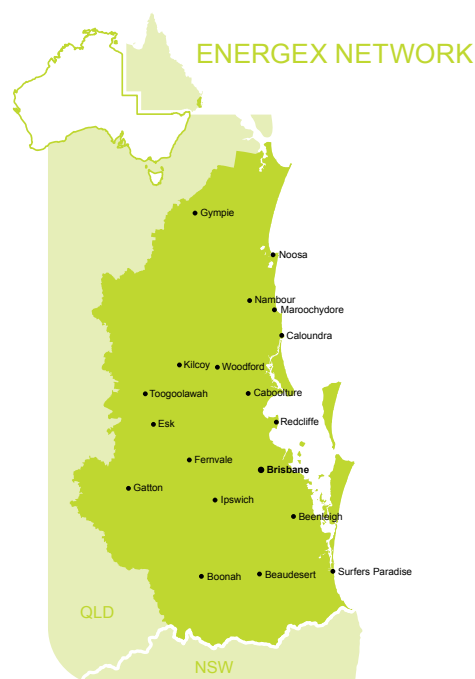 ENERGEX NETWORK
Gympie
Noosa
Nambour
Maroochydore
Caloundra
Kilcoy
Woodford
Toogoolawah
Caboolture
Redcliffe
Esk
Fernvale
Brisbane
Gatton
Ipswich
Beenleigh
Boonah
Beaudesert
Surfers Paradise
QLD
NSW